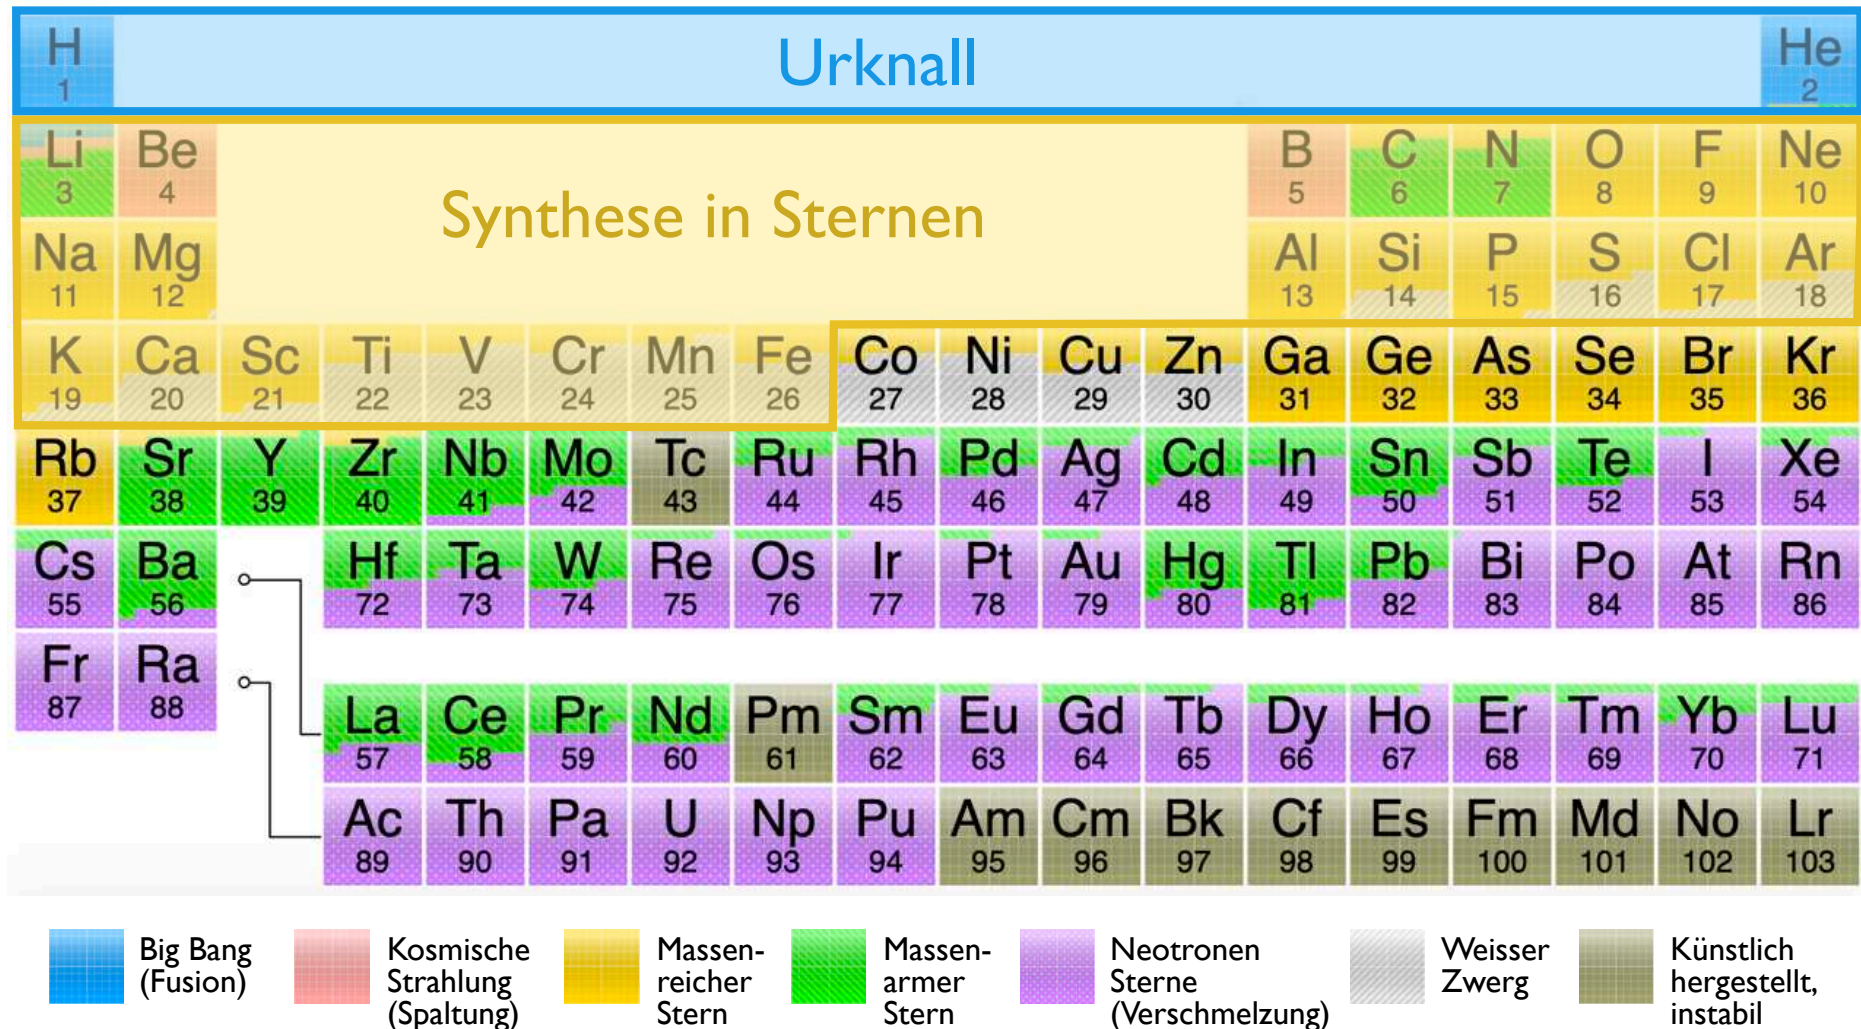 H Urknall He
1 2
Li Be B C N O F Ne
3 4 5 6 7 8 9 10
Synthese in Sternen
Na Mg Al Si P S Cl Ar
11 12 13 14 15 16 17 18
K Ca Sc Ti V Cr Mn Fe Co Ni Cu Zn Ga Ge As Se Br Kr
19 20 21 22 23 24 25 26 27 28 29 30 31 32 33 34 35 36
Rb Sr Y Zr Nb Mo Tc Ru Rh Pd Ag Cd In Sn Sb Te I Xe
37 38 39 40 41 42 43 44 45 46 47 48 49 50 51 52 53 54
Cs Ba Hf Ta W Re Os Ir Pt Au Hg Tl Pb Bi Po At Rn
55 56 72 73 74 75 76 77 78 79 80 81 82 83 84 85 86
Fr Ra
87 88
La Ce Pr Nd Pm Sm Eu Gd Tb Dy Ho Er Tm Yb Lu
57 58 59 60 61 62 63 64 65 66 67 68 69 70 71
Ac Th Pa U Np Pu Am Cm Bk Cf Es Fm Md No Lr
89 90 91 92 93 94 95 96 97 98 99 100 101 102 103
Big Bang
(Fusion)
Kosmische
Strahlung
(Spaltung)
Massen-
reicher
Stern
Massen-
armer
Stern
Neotronen
Sterne
(Verschmelzung)
Weisser
Zwerg
Künstlich
hergestellt,
instabil